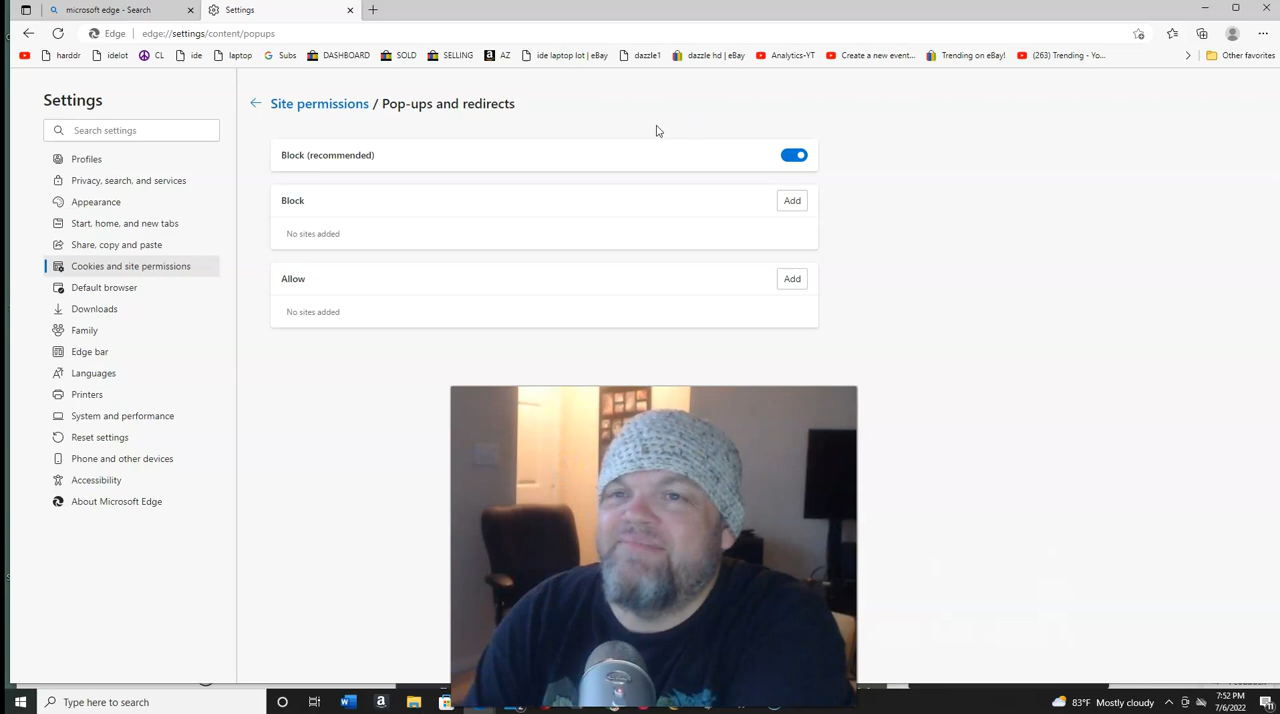 microsoft edge - Search
Settings
Edge
edge://settings/content/popups
harddr
idelot
CL
ide
laptop
Subs
DASHBOARD
SOLD
SELLING
AZ
ide laptop lot | eBay
dazzle1
dazzle hd | eBay
Analytics-YT
Create a new event...
Trending on eBay!
(263) Trending - Yo...
Other favorites
Settings
Search settings
Profiles
Privacy, search, and services
Appearance
Start, home, and new tabs
Share, copy and paste
Cookies and site permissions
Default browser
Downloads
Family
Edge bar
Languages
Printers
System and performance
Reset settings
Phone and other devices
Accessibility
About Microsoft Edge
Site permissions / Pop-ups and redirects
Block (recommended)
Block
Add
No sites added
Allow
Add
No sites added
Type here to search
83°F Mostly cloudy
7:52 PM
7/6/2022